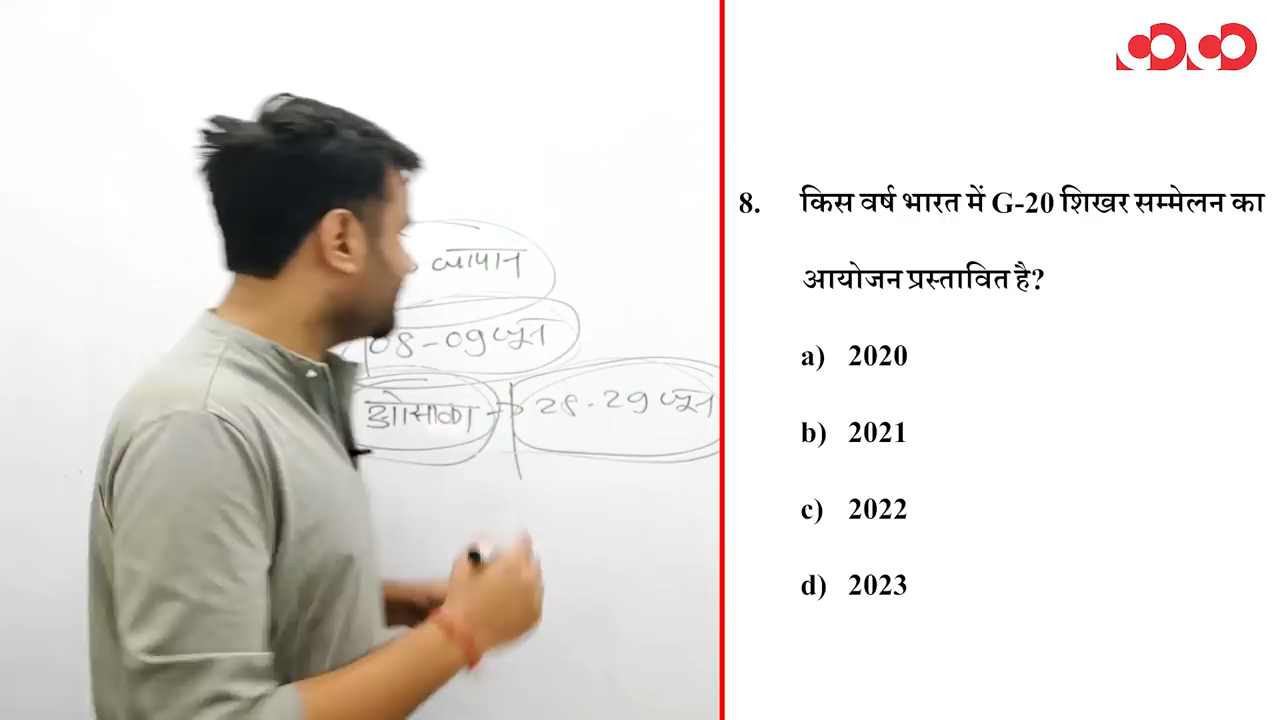 जापान
08-09 जून
ओसाका → 28-29 जून
8. किस वर्ष भारत में G-20 शिखर सम्मेलन का
आयोजन प्रस्तावित है?
a) 2020
b) 2021
c) 2022
d) 2023